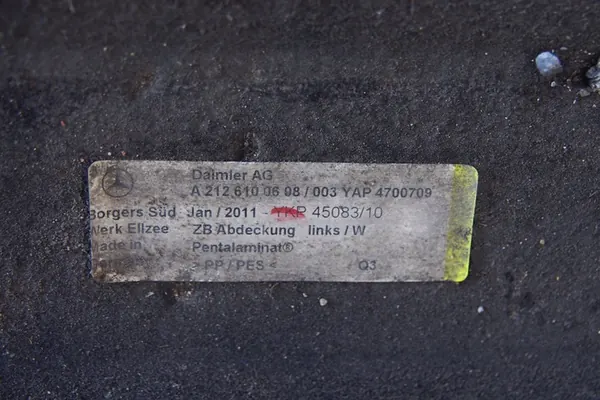 Daimler AG
A 212 610 06 08 / 003 YAP 4700709
Borgers Süd Jan / 2011 - TKP 45083/10
Werk Ellzee ZB Abdeckung links / W
Made in Pentalaminat®
> PP / PES < Q3